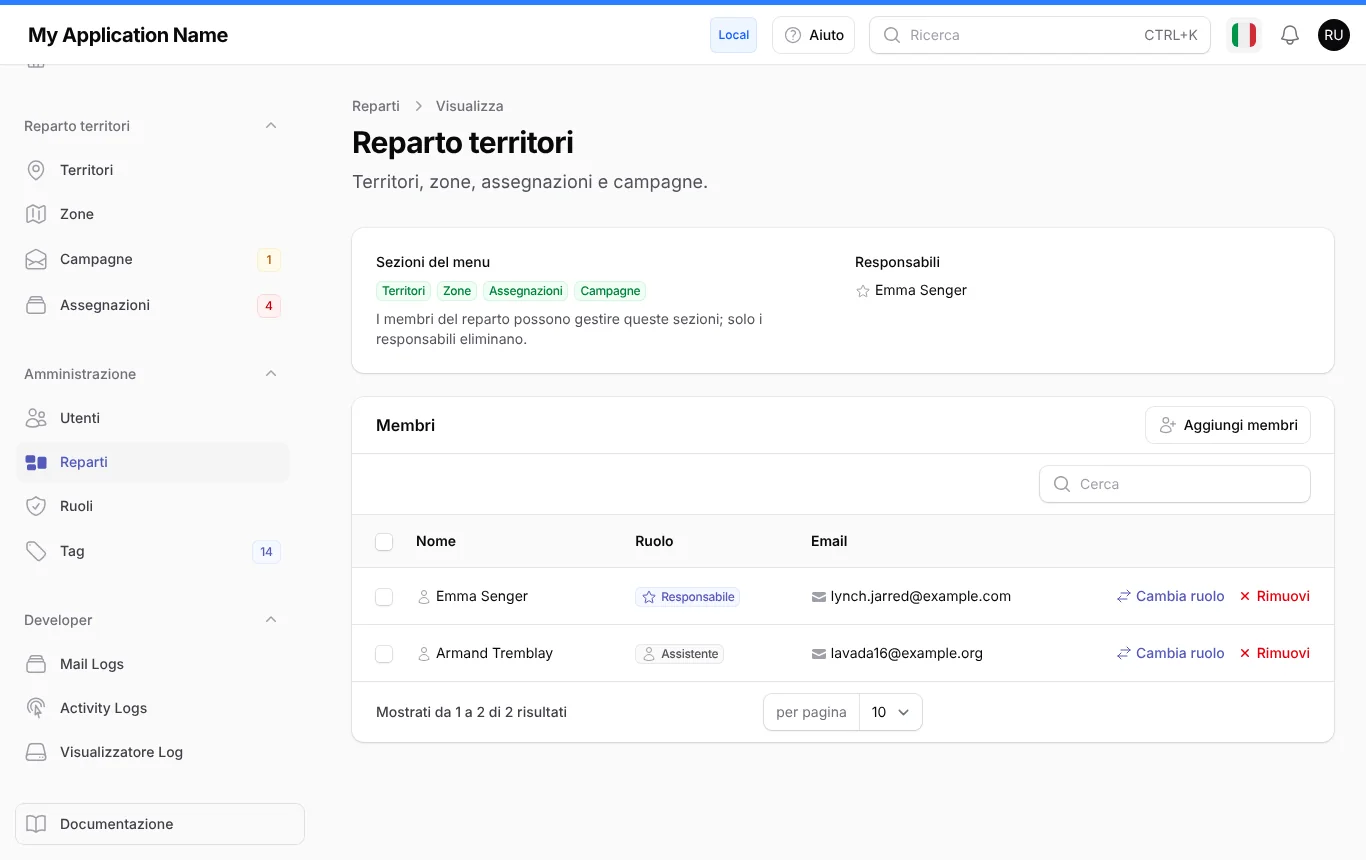 My Application Name
Local
Aiuto
Ricerca
CTRL+K
RU
Reparto territori
Territori
Zone
Campagne
1
Assegnazioni
4
Amministrazione
Utenti
Reparti
Ruoli
Tag
14
Developer
Mail Logs
Activity Logs
Visualizzatore Log
Documentazione
Reparti
Visualizza
Reparto territori
Territori, zone, assegnazioni e campagne.
Sezioni del menu
Territori Zone Assegnazioni Campagne
I membri del reparto possono gestire queste sezioni; solo i
responsabili eliminano.
Responsabili
Emma Senger
Membri
Aggiungi membri
Cerca
Nome Ruolo Email
Emma Senger Responsabile lynch.jarred@example.com Cambia ruolo Rimuovi
Armand Tremblay Assistente lavada16@example.org Cambia ruolo Rimuovi
Mostrati da 1 a 2 di 2 risultati
per pagina 10